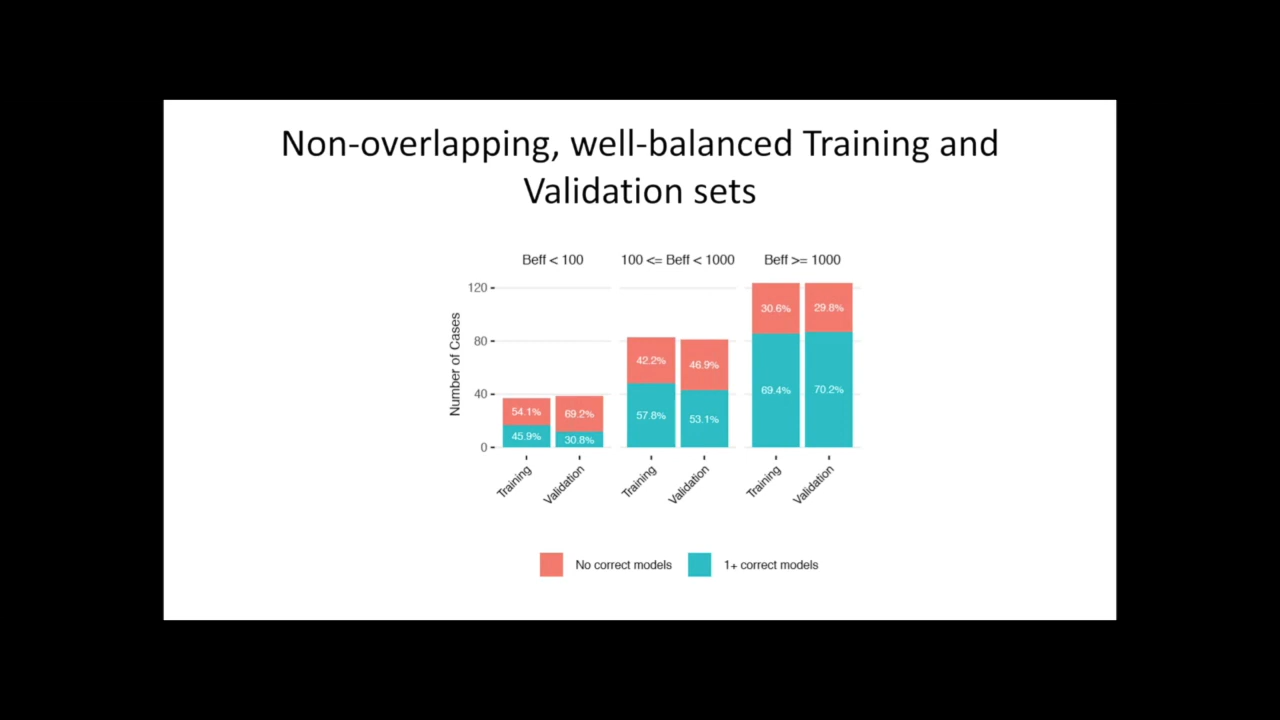 Non-overlapping, well-balanced Training and
Validation sets
Beff < 100
100 <= Beff < 1000
Beff >= 1000
Number of Cases
120
80
40
0
54.1%
45.9%
69.2%
30.8%
42.2%
57.8%
46.9%
53.1%
30.6%
69.4%
29.8%
70.2%
Training
Validation
Training
Validation
Training
Validation
No correct models
1+ correct models